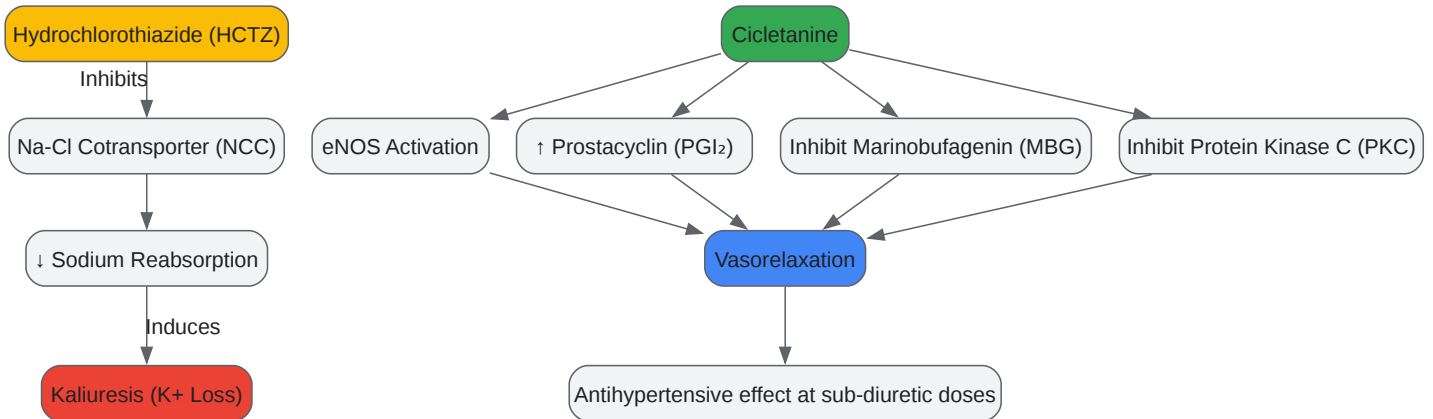 Hydrochlorothiazide (HCTZ)
Cicletanine
Inhibits
Na-Cl Cotransporter (NCC)
eNOS Activation
↑ Prostacyclin (PGI₂)
Inhibit Marinobufagenin (MBG)
Inhibit Protein Kinase C (PKC)
↓ Sodium Reabsorption
Vasorelaxation
Induces
Kaliuresis (K+ Loss)
Antihypertensive effect at sub-diuretic doses